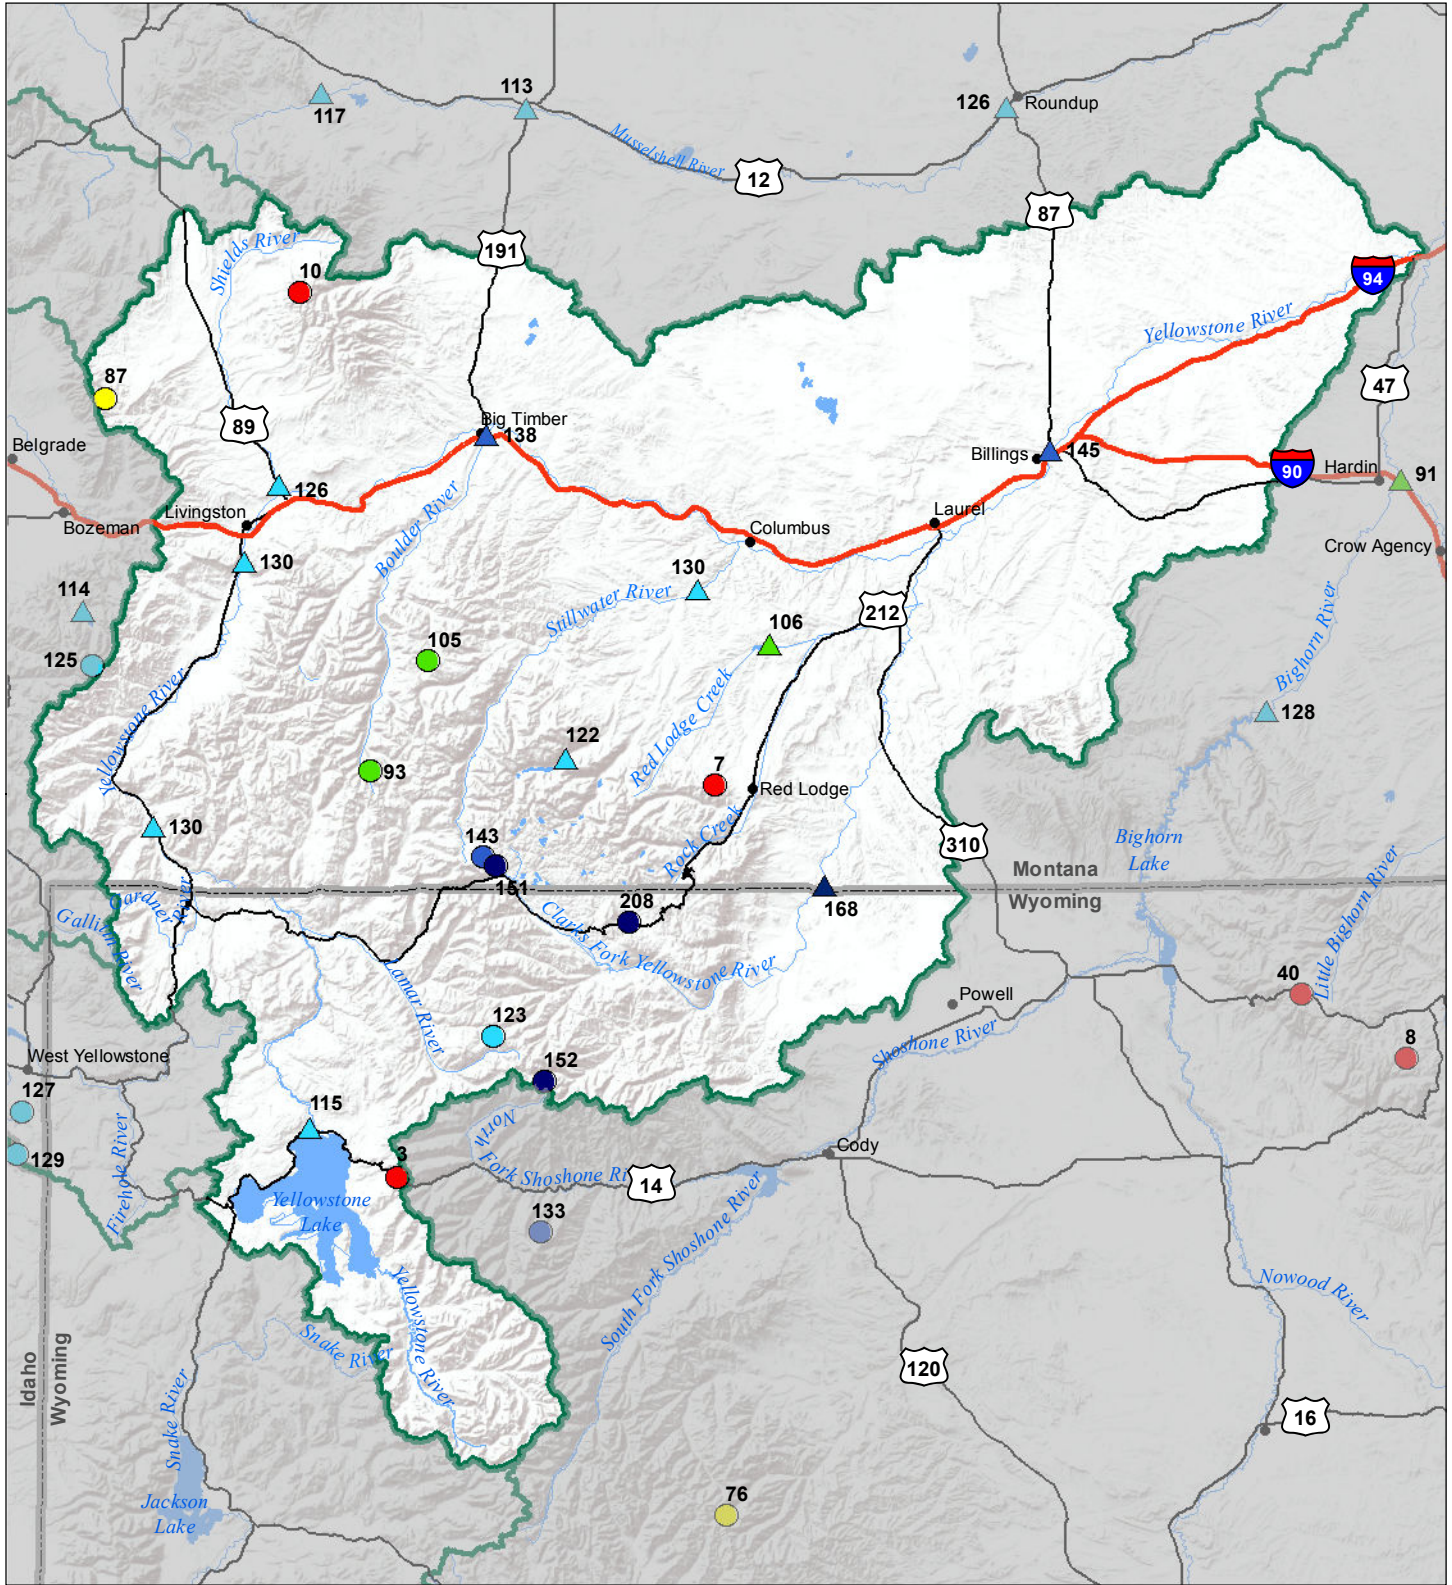 117
113
126
Roundup
Musselshell River
12
87
191
Shields River
10
94
Yellowstone River
87
47
89
Big Timber
138
Belgrade
Billings
145
90
Hardin
91
126
Livingston
Bozeman
Boulder River
Laurel
Columbus
Crow Agency
130
130
114
Stillwater River
212
106
105
125
Bighorn River
Yellowstone River
Red Lodge Creek
128
122
93
7
Red Lodge
130
Rock Creek
Bighorn
Lake
310
143
151
Montana
Wyoming
Gardner River
Gallium River
208
168
Clarks Fork Yellowstone River
Little Bighorn River
Lamar River
40
Powell
123
Shoshone River
8
West Yellowstone
152
127
115
North
Fork Shoshone Ri
Cody
129
Firehole River
3
14
Yellowstone
Lake
133
South Fork Shoshone River
Yellowstone River
Nowood River
Snake River
Idaho
Wyoming
120
Snake River
16
Jackson
Lake
76